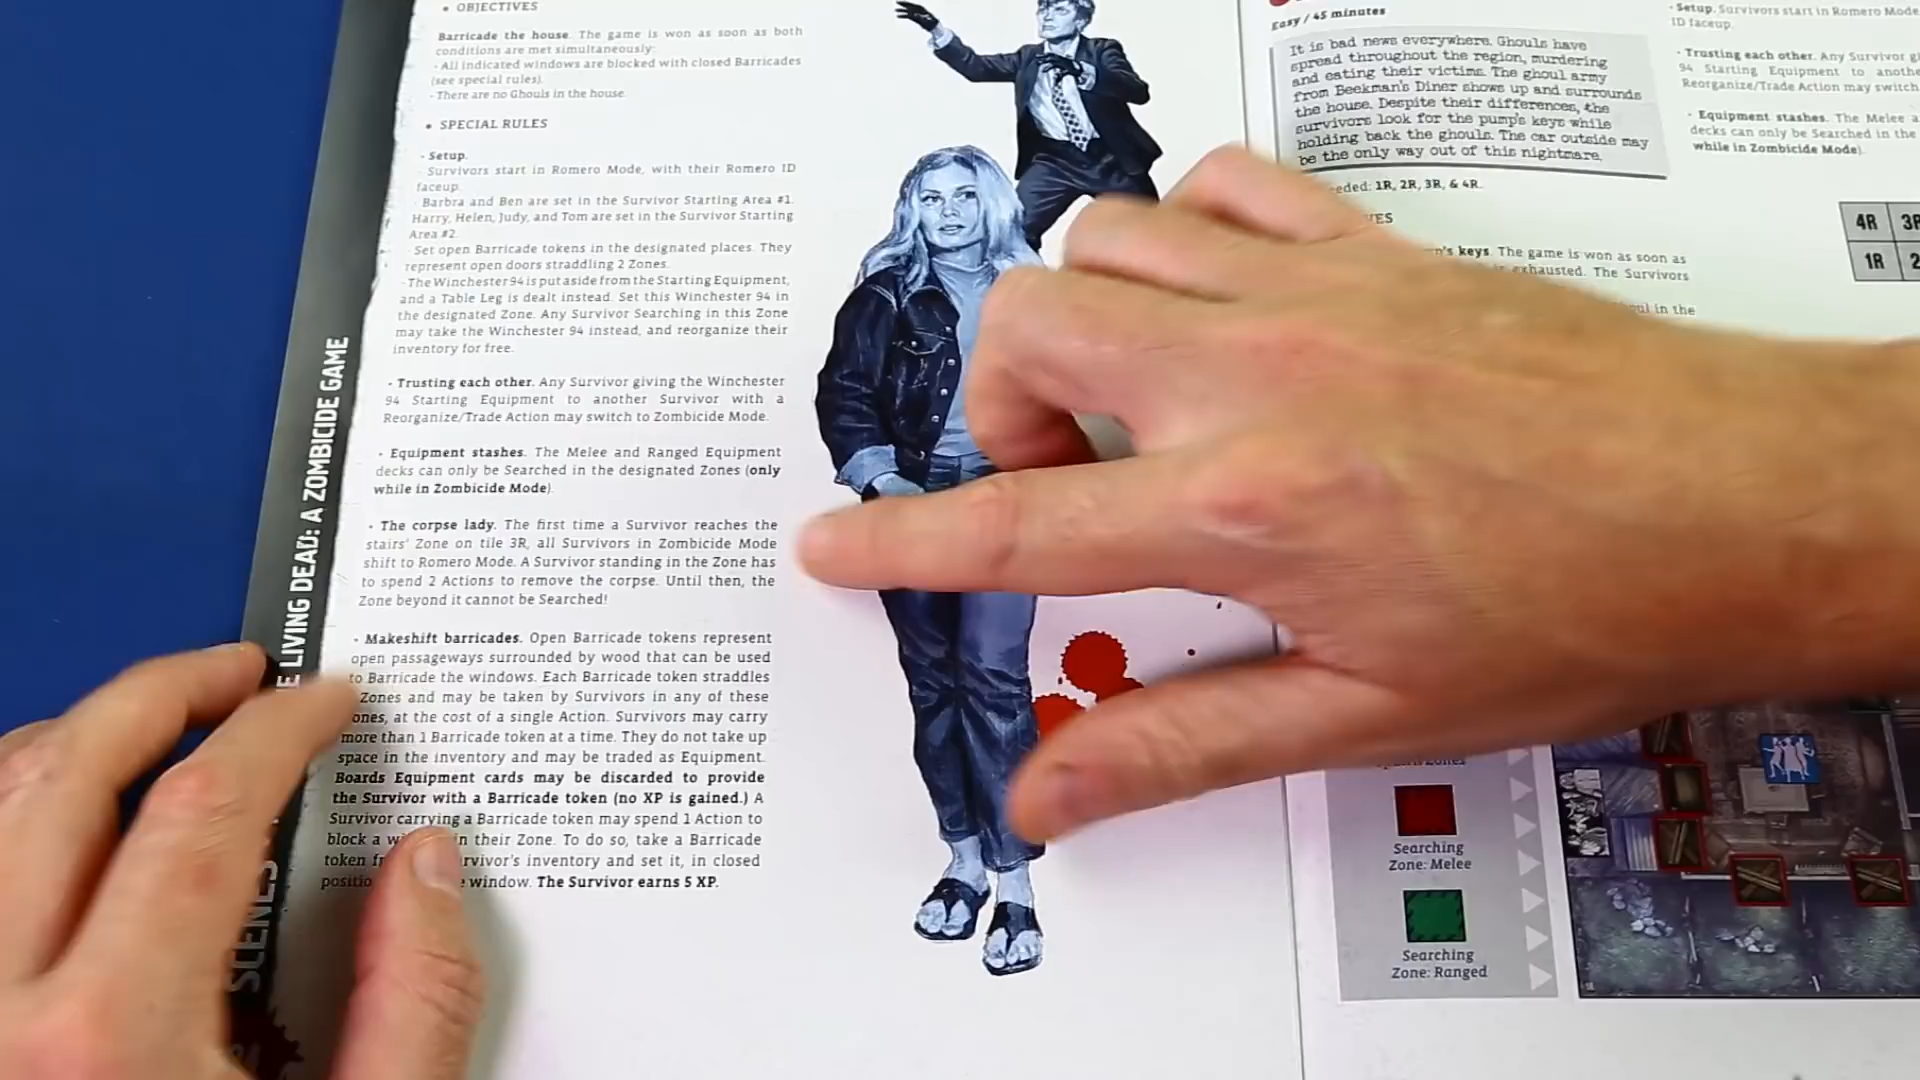 • OBJECTIVES
Barricade the house. The game is won as soon as both
conditions are met simultaneously:
- All indicated windows are blocked with closed Barricades
(see special rules).
- There are no Ghouls in the house.
• SPECIAL RULES
- Setup.
- Survivors start in Romero Mode, with their Romero ID
faceup.
- Barbra and Ben are set in the Survivor Starting Area #1.
Harry, Helen, Judy, and Tom are set in the Survivor Starting
Area #2.
- Set open Barricade tokens in the designated places. They
represent open doors straddling 2 Zones.
- The Winchester 94 is put aside from the Starting Equipment,
and a Table Leg is dealt instead. Set this Winchester 94 in
the designated Zone. Any Survivor Searching in this Zone
may take the Winchester 94 instead, and reorganize their
inventory for free.
- Trusting each other. Any Survivor giving the Winchester
94 Starting Equipment to another Survivor with a
Reorganize/Trade Action may switch to Zombicide Mode.
- Equipment stashes. The Melee and Ranged Equipment
decks can only be Searched in the designated Zones (only
while in Zombicide Mode).
- The corpse lady. The first time a Survivor reaches the
stairs' Zone on tile 3R, all Survivors in Zombicide Mode
shift to Romero Mode. A Survivor standing in the Zone has
to spend 2 Actions to remove the corpse. Until then, the
Zone beyond it cannot be Searched!
- Makeshift barricades. Open Barricade tokens represent
open passageways surrounded by wood that can be used
to Barricade the windows. Each Barricade token straddles
Zones and may be taken by Survivors in any of these
ones, at the cost of a single Action. Survivors may carry
more than 1 Barricade token at a time. They do not take up
space in the inventory and may be traded as Equipment.
Boards Equipment cards may be discarded to provide
the Survivor with a Barricade token (no XP is gained.) A
Survivor carrying a Barricade token may spend 1 Action to
block a in their Zone. To do so, take a Barricade
token rvivor's inventory and set it, in closed
positio window. The Survivor earns 5 XP.
SCENES LIVING DEAD: A ZOMBICIDE GAME
Easy / 45 minutes
It is bad news everywhere. Ghouls have
spread throughout the region, murdering
and eating their victims. The ghoul army
from Beekman's Diner shows up and surrounds
the house. Despite their differences, the
survivors look for the pump's keys while
holding back the ghouls. The car outside may
be the only way out of this nightmare.
eded: 1R, 2R, 3R, & 4R.
VES
's keys. The game is won as soon as
exhausted. The Survivors
in the
Zones
Searching
Zone: Melee
Searching
Zone: Ranged
- Setup. Survivors start in Romero Mode
ID faceup.
- Trusting each other. Any Survivor gi
94 Starting Equipment to anothe
Reorganize/Trade Action may switch
- Equipment stashes. The Melee a
decks can only be Searched in the
while in Zombicide Mode).
4R 3R
1R 2